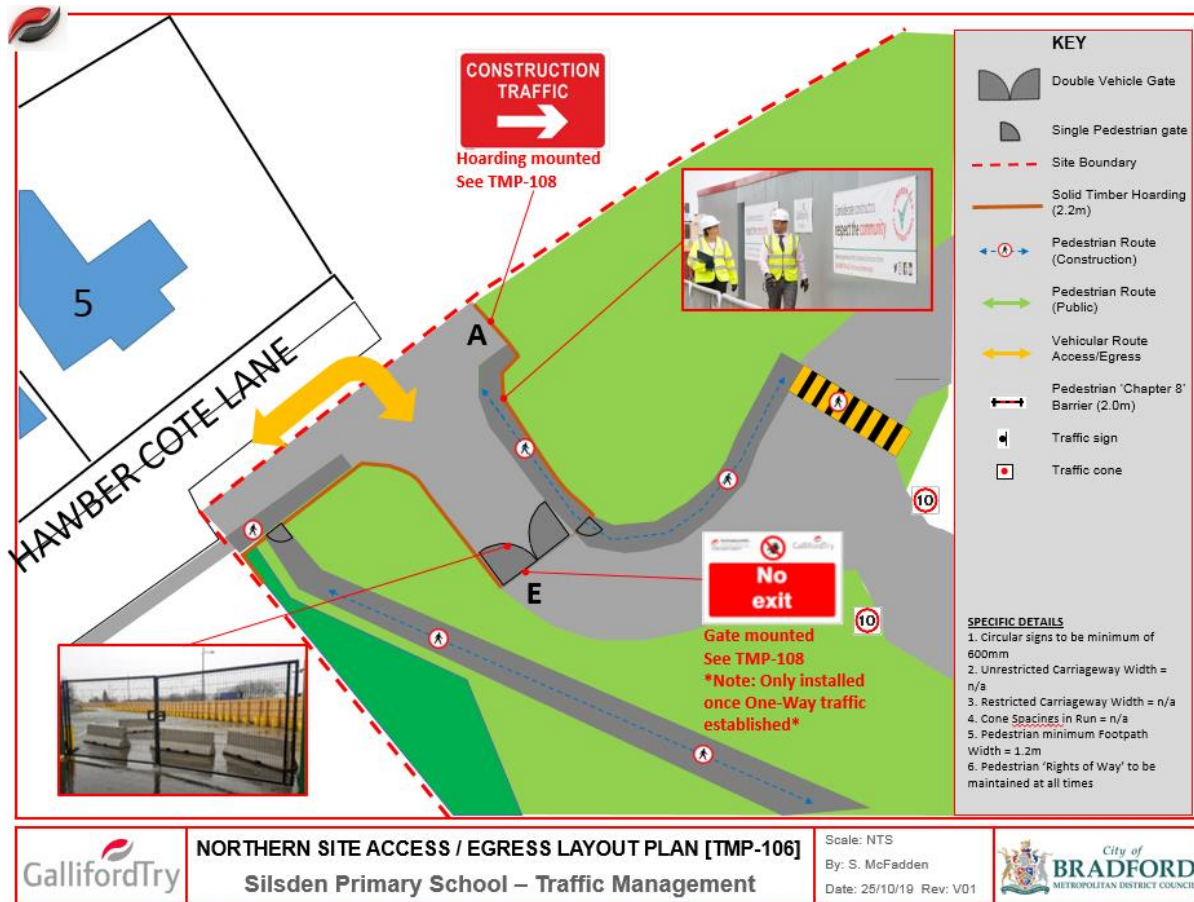 CONSTRUCTION
TRAFFIC
Hoarding mounted
See TMP-108
respect the community
A
5
HAWBER COTE LANE
E
No
exit
Gate mounted
See TMP-108
*Note: Only installed
once One-Way traffic
established*
10
10
KEY
Double Vehicle Gate
Single Pedestrian gate
Site Boundary
Solid Timber Hoarding
(2.2m)
Pedestrian Route
(Construction)
Pedestrian Route
(Public)
Vehicular Route
Access/Egress
Pedestrian 'Chapter 8'
Barrier (2.0m)
Traffic sign
Traffic cone
SPECIFIC DETAILS
1. Circular signs to be minimum of
600mm
2. Unrestricted Carriageway Width =
n/a
3. Restricted Carriageway Width = n/a
4. Cone Spacings in Run = n/a
5. Pedestrian minimum Footpath
Width = 1.2m
6. Pedestrian ‘Rights of Way’ to be
maintained at all times
GallifordTry
NORTHERN SITE ACCESS / EGRESS LAYOUT PLAN [TMP-106]
Silsden Primary School – Traffic Management
Scale: NTS
By: S. McFadden
Date: 25/10/19 Rev: V01
City of
BRADFORD
METROPOLITAN DISTRICT COUNCIL